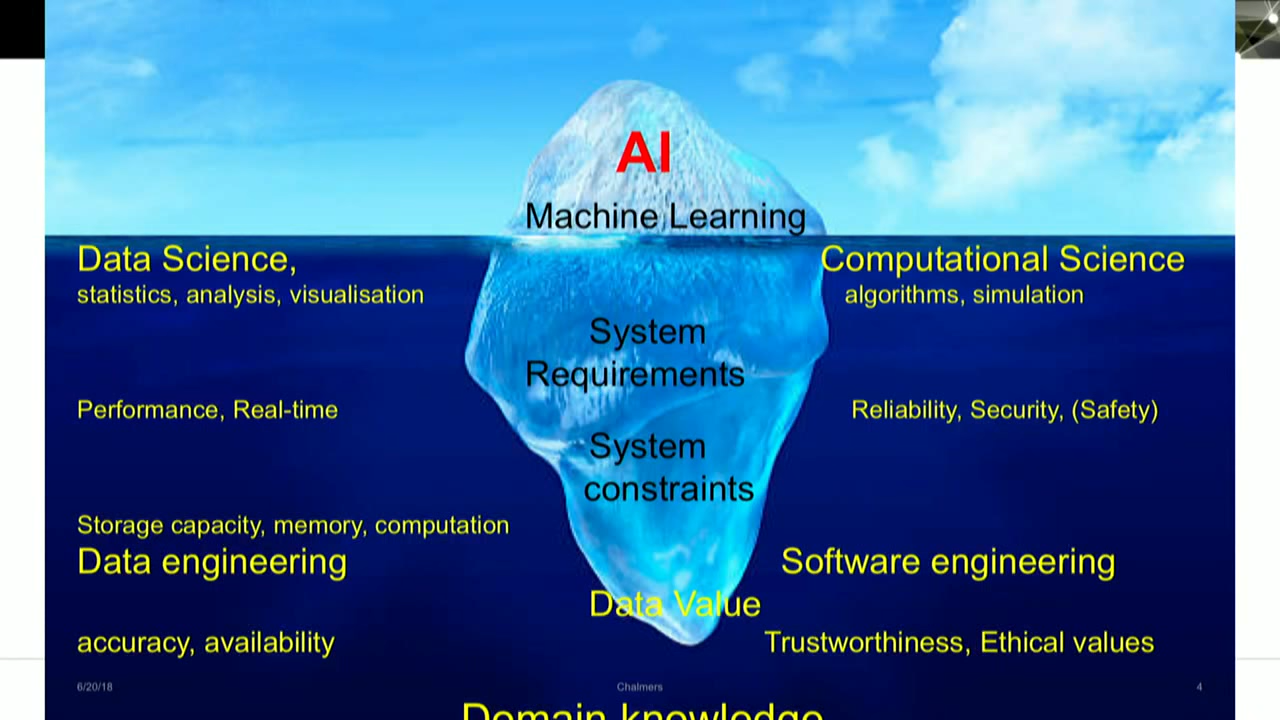 AI
Machine Learning
Data Science,
Computational Science
statistics, analysis, visualisation
algorithms, simulation
System
Requirements
Performance, Real-time
Reliability, Security, (Safety)
System
constraints
Storage capacity, memory, computation
Data engineering
Software engineering
Data Value
accuracy, availability
Trustworthiness, Ethical values
6/20/18
Chalmers
4
Domain knowledge